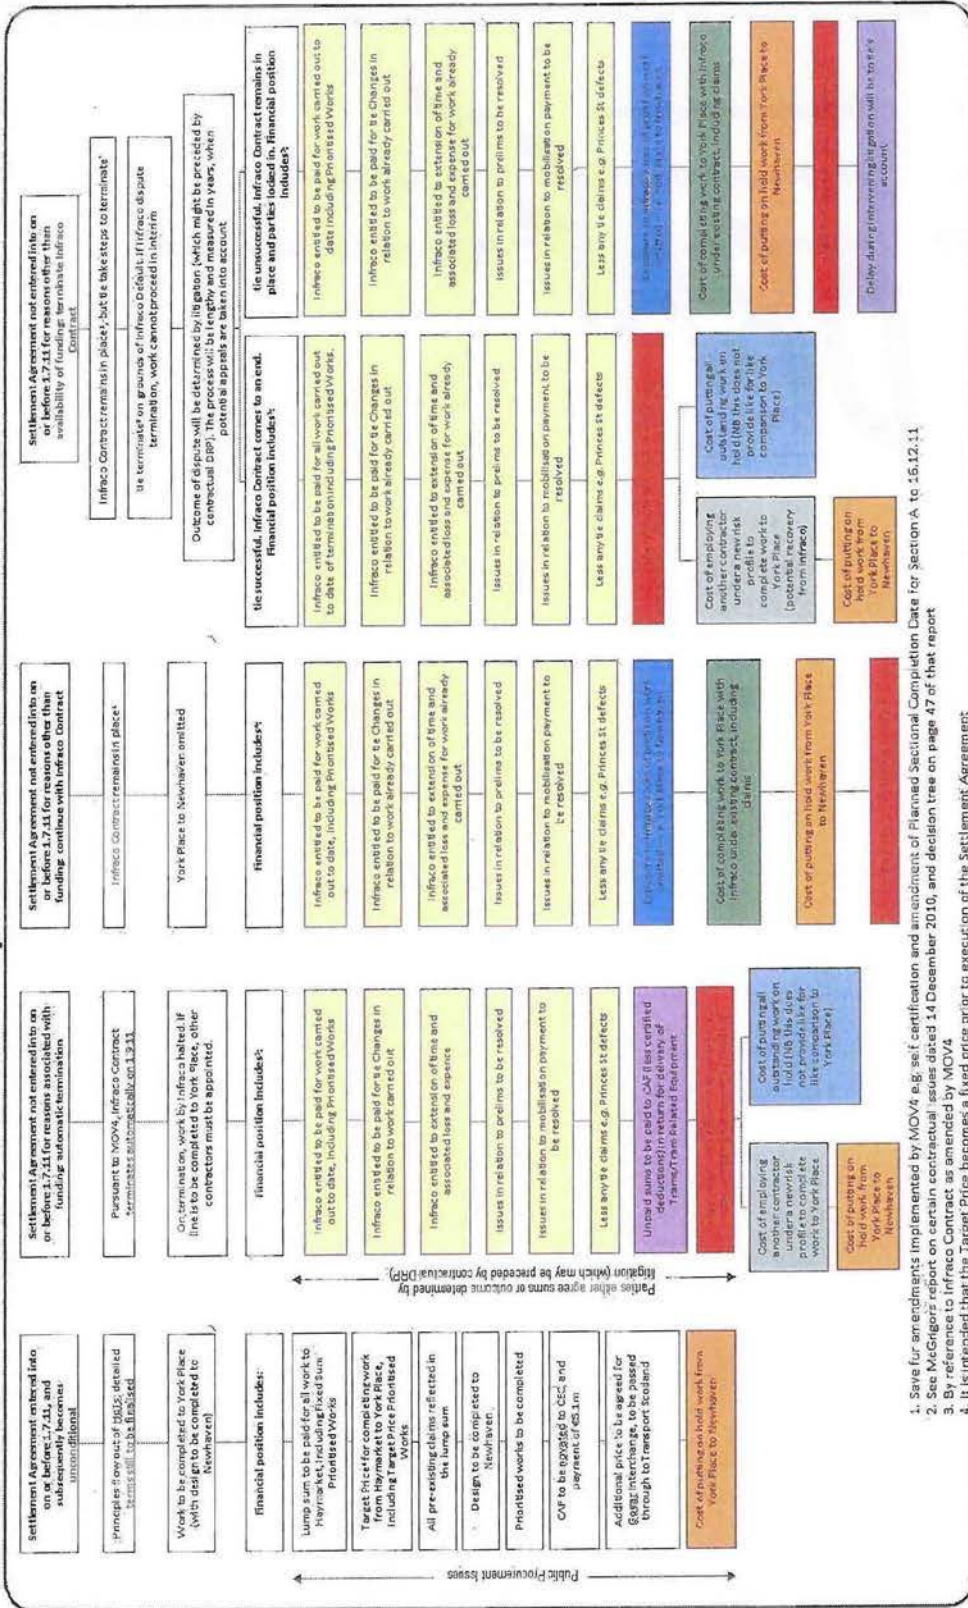 Settlement Agreement entered into
on or before 1.7.11, and
subsequently becomes
unconditional
Principles flow out of HoTs; detailed
terms still to be finalised
Work to be completed to York Place
(with design to be completed to
Newhaven)
Financial position includes:
Lump sum to be paid for all work to
Haymarket, including fixed Sum
Prioritised Works
Target Price⁴ for completing work
from Haymarket to York Place,
including Target Price Prioritised
Works
All pre-existing claims reflected in
the lump sum
Design to be completed to
Newhaven
Prioritised works to be completed
CAF to be novated to CEC, and
payment of €5.1m
Additional price to be agreed for
Gogar Interchange, to be passed
through to Transport Scotland
Cost of putting on hold work from
York Place to Newhaven
Public Procurement Issues
Settlement Agreement not entered into on
or before 1.7.11 for reasons associated with
funding: automatic termination
Pursuant to MOV4, Infraco Contract
terminates automatically on 1.9.11
On termination, work by Infraco halted. If
line is to be completed to York Place, other
contractors must be appointed.
Financial position includes³:
Infraco entitled to be paid for work carried
out to date, including Prioritised Works
Infraco entitled to be paid for tie Changes in
relation to work carried out
Infraco entitled to extension of time and
associated loss and expence
Issues in relation to prelims to be resolved
Issues in relation to mobilisation payment to
be resolved
Less any tie claims e.g. Princes St defects
Unpaid sums to be paid to CAF (less certified
deductions) in return for delivery of
Trams/Tram Related Equipment
Cost of employing
another contractor
under a new risk
profile to complete
work to York Place
Cost of putting all
outstanding work on
hold (NB this does
not provide like for
like comparison to
York Place)
Cost of putting on
hold work from
York Place to
Newhaven
Parties either agree sums or outcome determined by
litigation (which may be preceded by contractual DRP).
Settlement Agreement not entered into on
or before 1.7.11 for reasons other than
funding: continue with Infraco Contract
Infraco Contract remains in place¹
York Place to Newhaven omitted
Financial position includes³:
Infraco entitled to be paid for work carried
out to date, including Prioritised Works
Infraco entitled to be paid for tie Changes in
relation to work already carried out
Infraco entitled to extension of time and
associated loss and expense for work already
carried out
Issues in relation to prelims to be resolved
Issues in relation to mobilisation payment to
be resolved
Less any tie claims e.g. Princes St defects
Cost of completing work to York Place with
Infraco under existing contract, including
claims
Cost of putting on hold work from York Place
to Newhaven
Settlement Agreement not entered into on
or before 1.7.11 for reasons other than
availability of funding: terminate Infraco
Contract
Infraco Contract remains in place¹, but tie take steps to terminate²
tie terminate² on grounds of Infraco Default. If Infraco dispute
termination, work cannot proceed in interim
Outcome of dispute will be determined by litigation (which might be preceded by
contractual DRP). The process will be lengthy and measured in years, when
potential appeals are taken into account
tie successful. Infraco Contract comes to an end.
Financial position includes³:
Infraco entitled to be paid for all work carried out
to date of termination including Prioritised Works.
Infraco entitled to be paid for tie Changes in
relation to work already carried out
Infraco entitled to extension of time and
associated loss and expense for work already
carried out
Issues in relation to prelims to be resolved
Issues in relation to mobilisation payment to be
resolved
Less any tie claims e.g. Princes St defects
Cost of employing
another contractor
under a new risk
profile to
complete work to
York Place
(potential recovery
from Infraco)
Cost of putting all
outstanding work on
hold (NB this does not
provide like for like
comparison to York
Place)
Cost of putting on
hold work from
York Place to
Newhaven
tie unsuccessful. Infraco Contract remains in
place and parties locked in. Financial position
includes³:
Infraco entitled to be paid for work carried out to
date including Prioritised Works
Infraco entitled to be paid for tie Changes in
relation to work already carried out
Infraco entitled to extension of time and
associated loss and expense for work already
carried out
Issues in relation to prelims to be resolved
Issues in relation to mobilisation payment to be
resolved
Less any tie claims e.g. Princes St defects
Cost of completing work to York Place with Infraco
under existing contract, including claims
Cost of putting on hold work from York Place to
Newhaven
Delay during intervening litigation will be to tie's
account.
1. Save for amendments implemented by MOV4 e.g. self certification and amendment of Planned Sectional Completion Date for Section A to 16.12.11
2. See McGrigors report on certain contractual issues dated 14 December 2010, and decision tree on page 47 of that report
3. By reference to Infraco Contract as amended by MOV4
4. It is intended that the Target Price becomes a fixed price prior to execution of the Settlement Agreement